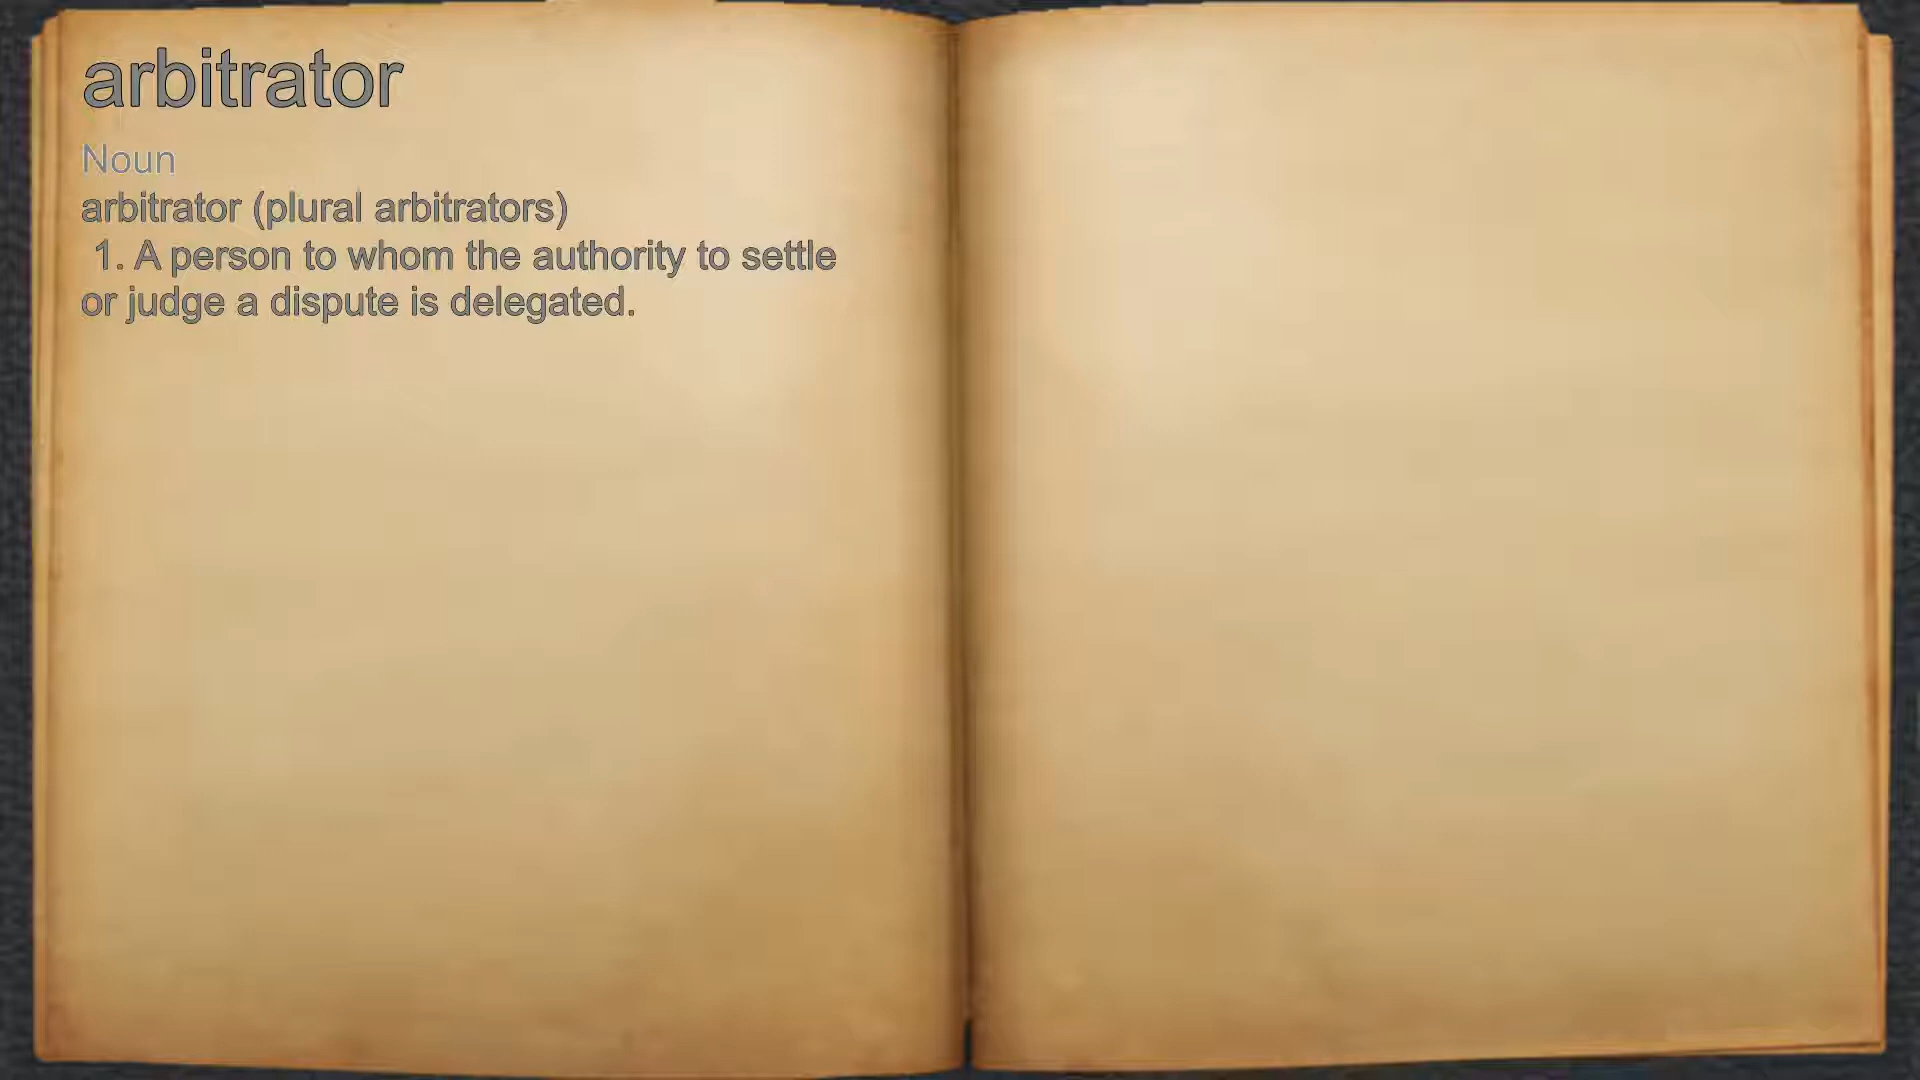 arbitrator
Noun
arbitrator (plural arbitrators)
1. A person to whom the authority to settle
or judge a dispute is delegated.